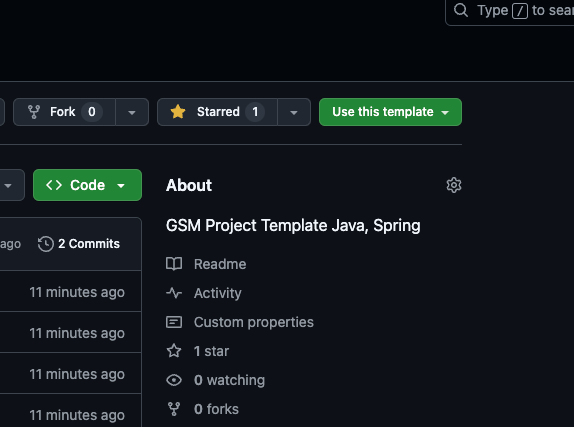 Type / to sear
Fork 0
Starred 1
Use this template
Code
About
GSM Project Template Java, Spring
ago
2 Commits
Readme
11 minutes ago
Activity
Custom properties
11 minutes ago
1 star
11 minutes ago
0 watching
11 minutes ago
0 forks